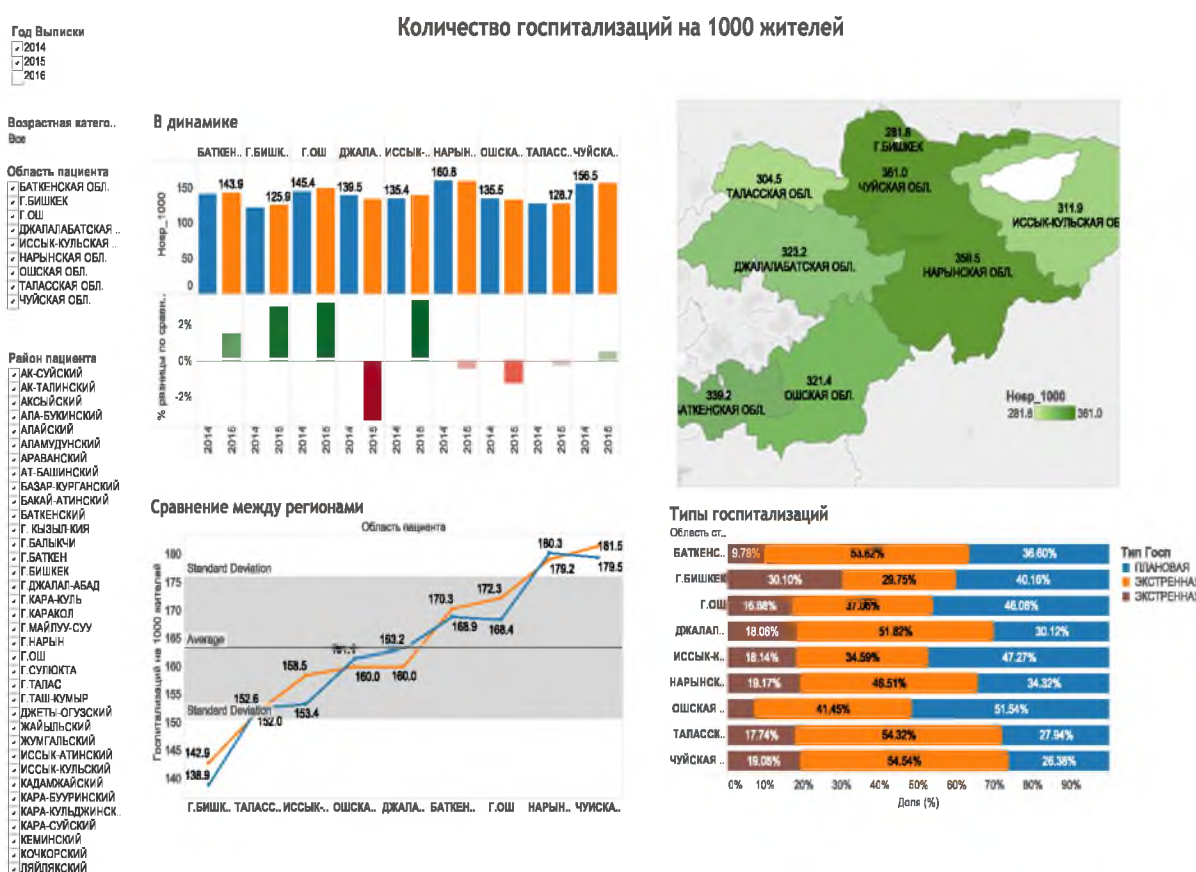 Количество госпитализаций на 1000 жителей
Год Выписки
2014
2015
2016
Возрастная катего..
Все
Область пациента
БАТКЕНСКАЯ ОБЛ.
Г.БИШКЕК
Г.ОШ
ДЖАЛАЛАБАТСКАЯ ..
ИССЫК-КУЛЬСКАЯ ..
НАРЫНСКАЯ ОБЛ.
ОШСКАЯ ОБЛ.
ТАЛАССКАЯ ОБЛ.
ЧУЙСКАЯ ОБЛ.
Район пациента
АК-СУЙСКИЙ
АК-ТАЛИНСКИЙ
АКСЫЙСКИЙ
АЛА-БУКИНСКИЙ
АЛАЙСКИЙ
АЛАМУДУНСКИЙ
АРАВАНСКИЙ
АТ-БАШИНСКИЙ
БАЗАР-КУРГАНСКИЙ
БАКАЙ-АТИНСКИЙ
БАТКЕНСКИЙ
Г. КЫЗЫЛ-КИЯ
Г.БАЛЫКЧИ
Г.БАТКЕН
Г.БИШКЕК
Г.ДЖАЛАЛ-АБАД
Г.КАРА-КУЛЬ
Г.КАРАКОЛ
Г.МАЙЛУУ-СУУ
Г.НАРЫН
Г.ОШ
Г.СУЛЮКТА
Г.ТАЛАС
Г.ТАШ-КУМЫР
ДЖЕТЫ-ОГУЗСКИЙ
ЖАЙЫЛЬСКИЙ
ЖУМГАЛЬСКИЙ
ИССЫК-АТИНСКИЙ
ИССЫК-КУЛЬСКИЙ
КАДАМЖАЙСКИЙ
КАРА-БУУРИНСКИЙ
КАРА-КУЛЬДЖИНСК..
КАРА-СУЙСКИЙ
КЕМИНСКИЙ
КОЧКОРСКИЙ
ЛЯЙЛЯКСКИЙ
В динамике
БАТКЕН.. Г.БИШК.. Г.ОШ ДЖАЛА.. ИССЫК-.. НАРЫН.. ОШСКА.. ТАЛАСС.. ЧУЙСКА..
Hosp_1000
150
100
50
0
143.9 125.9 145.4 139.5 135.4 160.8 135.5 128.7 156.5
% разницы по сравн..
2%
0%
-2%
2014 2015 2014 2015 2014 2015 2014 2015 2014 2015 2014 2015 2014 2015 2014 2015 2014 2015
281.8
Г.БИШКЕК
361.0
ЧУЙСКАЯ ОБЛ.
304.5
ТАЛАССКАЯ ОБЛ.
311.9
ИССЫК-КУЛЬСКАЯ ОБ
323.2
ДЖАЛАЛАБАТСКАЯ ОБЛ.
358.5
НАРЫНСКАЯ ОБЛ.
321.4
ОШСКАЯ ОБЛ.
339.2
БАТКЕНСКАЯ ОБЛ.
Hosp_1000
281.8 361.0
Сравнение между регионами
Область пациента
Госпитализаций на 1000 жителей
180
175
170
165
160
155
150
145
140
Standard Deviation
Average
Standard Deviation
142.9
138.9
152.6
152.0
158.5
153.4
160.0
163.2
160.0
170.3
168.9
172.3
168.4
180.3
179.2
181.5
179.5
Г.БИШК.. ТАЛАСС.. ИССЫК-.. ОШСКА.. ДЖАЛА.. БАТКЕН.. Г.ОШ НАРЫН.. ЧУЙСКА..
Типы госпитализаций
Область ст..
БАТКЕНС.. 9.78% 53.62% 36.60%
Г.БИШКЕК 30.10% 29.75% 40.16%
Г.ОШ 16.88% 37.06% 46.06%
ДЖАЛАЛ.. 18.06% 51.82% 30.12%
ИССЫК-К.. 18.14% 34.59% 47.27%
НАРЫНСК.. 19.17% 46.51% 34.32%
ОШСКАЯ .. 41.45% 51.54%
ТАЛАССК.. 17.74% 54.32% 27.94%
ЧУЙСКАЯ .. 19.08% 54.54% 26.38%
0% 10% 20% 30% 40% 50% 60% 70% 80% 90%
Доля (%)
Тип Госп
ПЛАНОВАЯ
ЭКСТРЕННАЯ
ЭКСТРЕННАЯ